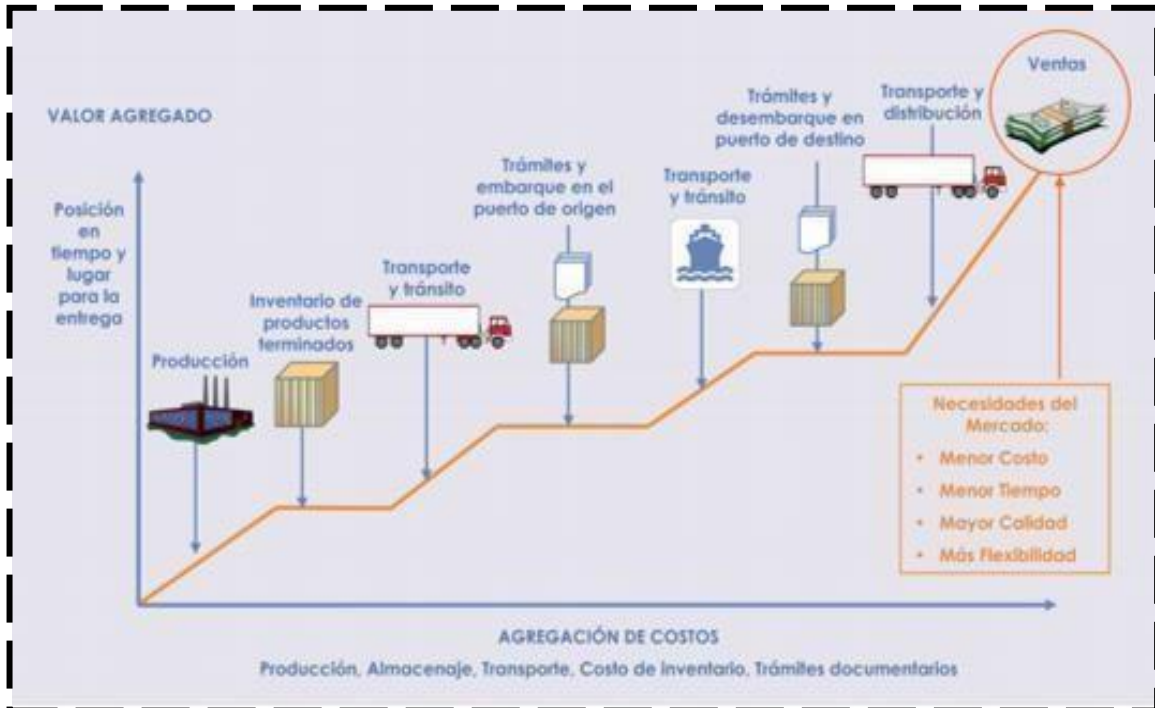 VALOR AGREGADO
Posición
en
tiempo y
lugar
para la
entrega
Producción
Inventario de
productos
terminados
Transporte
y tránsito
Trámites y
embarque en el
puerto de origen
Transporte
y tránsito
Trámites y
desembarque en
puerto de destino
Transporte y
distribución
Ventas
Necesidades del
Mercado:
• Menor Costo
• Menor Tiempo
• Mayor Calidad
• Más Flexibilidad
AGREGACIÓN DE COSTOS
Producción, Almacenaje, Transporte, Costo de inventario, Trámites documentarios